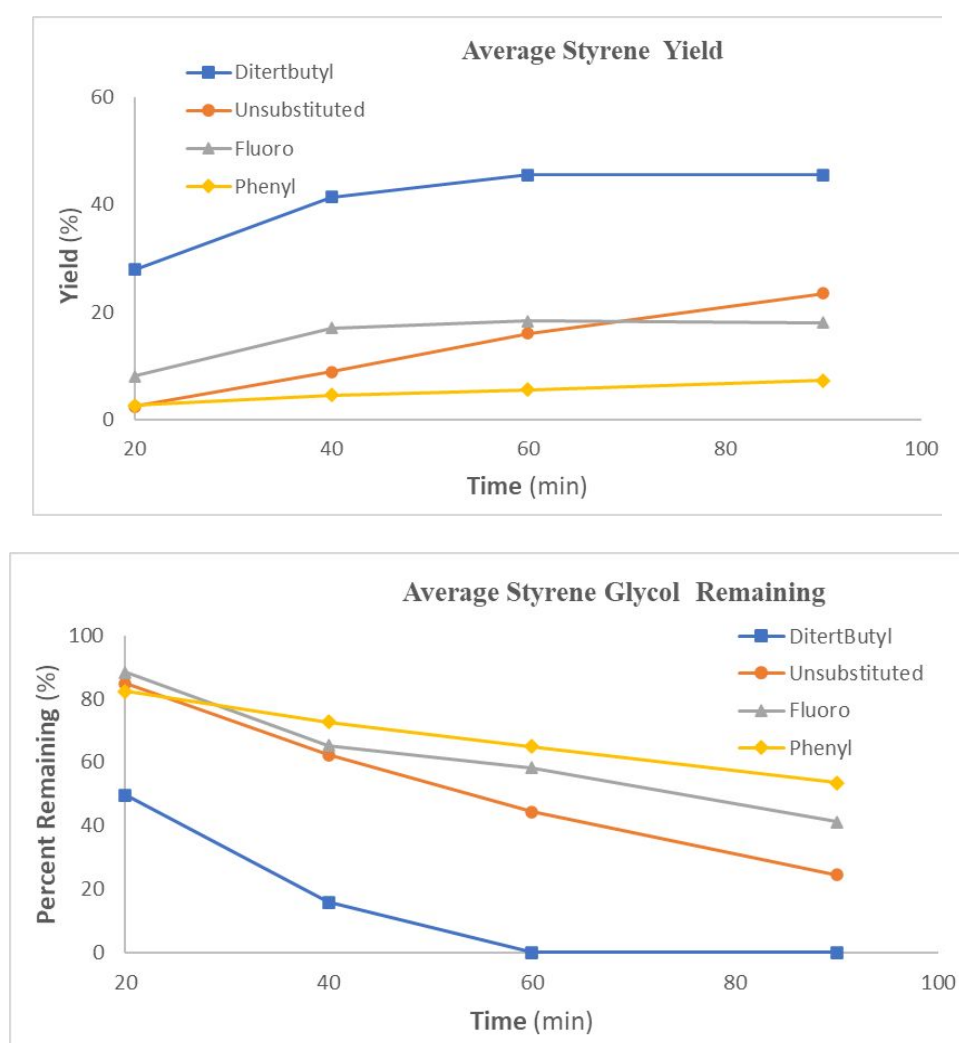 Average Styrene Yield
Ditertbutyl
Unsubstituted
Fluoro
Phenyl
60
40
20
0
Yield (%)
20 40 60 80 100
Time (min)
Average Styrene Glycol Remaining
DitertButyl
Unsubstituted
Fluoro
Phenyl
100
80
60
40
20
0
Percent Remaining (%)
20 40 60 80 100
Time (min)